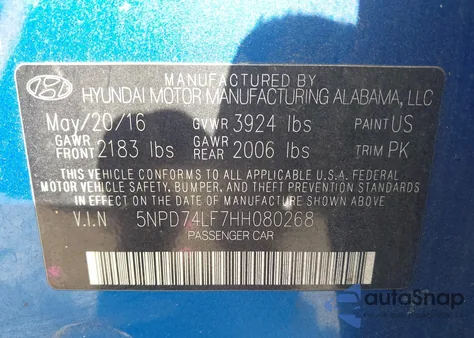 MANUFACTURED BY
HYUNDAI MOTOR MANUFACTURING ALABAMA, LLC
May/20/16 GVWR 3924 lbs PAINT US
GAWR FRONT 2183 lbs GAWR REAR 2006 lbs TRIM PK
THIS VEHICLE CONFORMS TO ALL APPLICABLE U.S.A. FEDERAL
MOTOR VEHICLE SAFETY, BUMPER, AND THEFT PREVENTION STANDARDS
IN EFFECT ON THE DATE OF MANUFACTURE SHOWN ABOVE.
V.I.N 5NPD74LF7HH080268
PASSENGER CAR
autoSnap